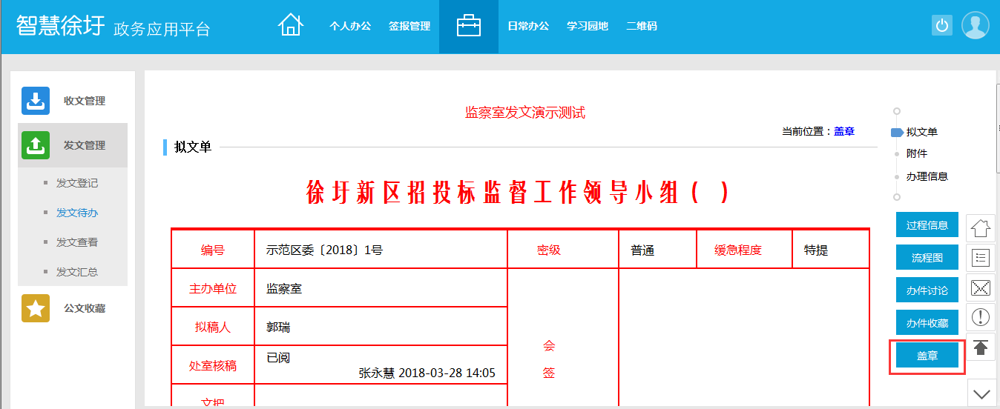 智慧徐圩 政务应用平台 个人办公 签报管理 日常办公 学习园地 二维码
收文管理
发文管理
发文登记
发文待办
发文查看
发文汇总
公文收藏
监察室发文演示测试
当前位置：盖章
拟文单
徐圩新区招投标监督工作领导小组（ ）
编号 示范区委〔2018〕1号 密级 普通 缓急程度 特提
主办单位 监察室
拟稿人 郭瑞
处室核稿 已阅
张永慧 2018-03-28 14:05
会
签
文把
拟文单
附件
办理信息
过程信息
流程图
办件讨论
办件收藏
盖章